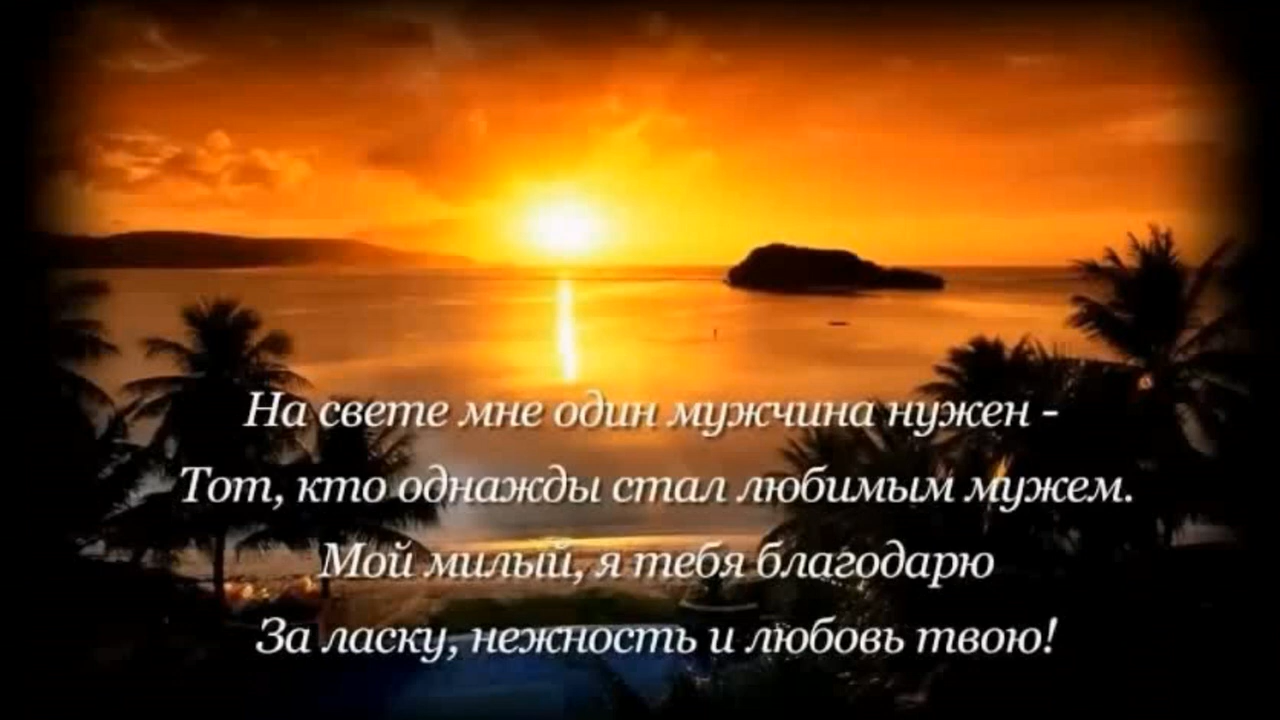 На свете мне один мужчина нужен -
Тот, кто однажды стал любимым мужем.
Мой милый, я тебя благодарю
За ласку, нежность и любовь твою!